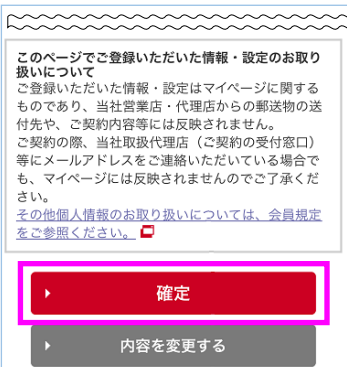 このページでご登録いただいた情報・設定のお取り
扱いについて
ご登録いただいた情報・設定はマイページに関する
ものであり、当社営業店・代理店からの郵送物の送
付先や、ご契約内容等には反映されません。
ご契約の際、当社取扱代理店（ご契約の受付窓口）
等にメールアドレスをご連絡いただいている場合で
も、マイページには反映されませんのでご了承くだ
さい。
その他個人情報のお取り扱いについては、会員規定
をご参照ください。
確定
内容を変更する